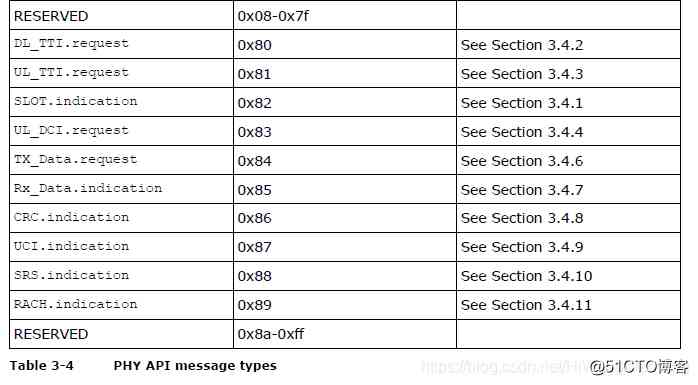 RESERVED 0x08-0x7f
DL_TTI.request 0x80 See Section 3.4.2
UL_TTI.request 0x81 See Section 3.4.3
SLOT.indication 0x82 See Section 3.4.1
UL_DCI.request 0x83 See Section 3.4.4
TX_Data.request 0x84 See Section 3.4.6
Rx_Data.indication 0x85 See Section 3.4.7
CRC.indication 0x86 See Section 3.4.8
UCI.indication 0x87 See Section 3.4.9
SRS.indication 0x88 See Section 3.4.10
RACH.indication 0x89 See Section 3.4.11
RESERVED 0x8a-0xff
Table 3-4 PHY API message types
https://blog.csdn.net/
@51CTO博客